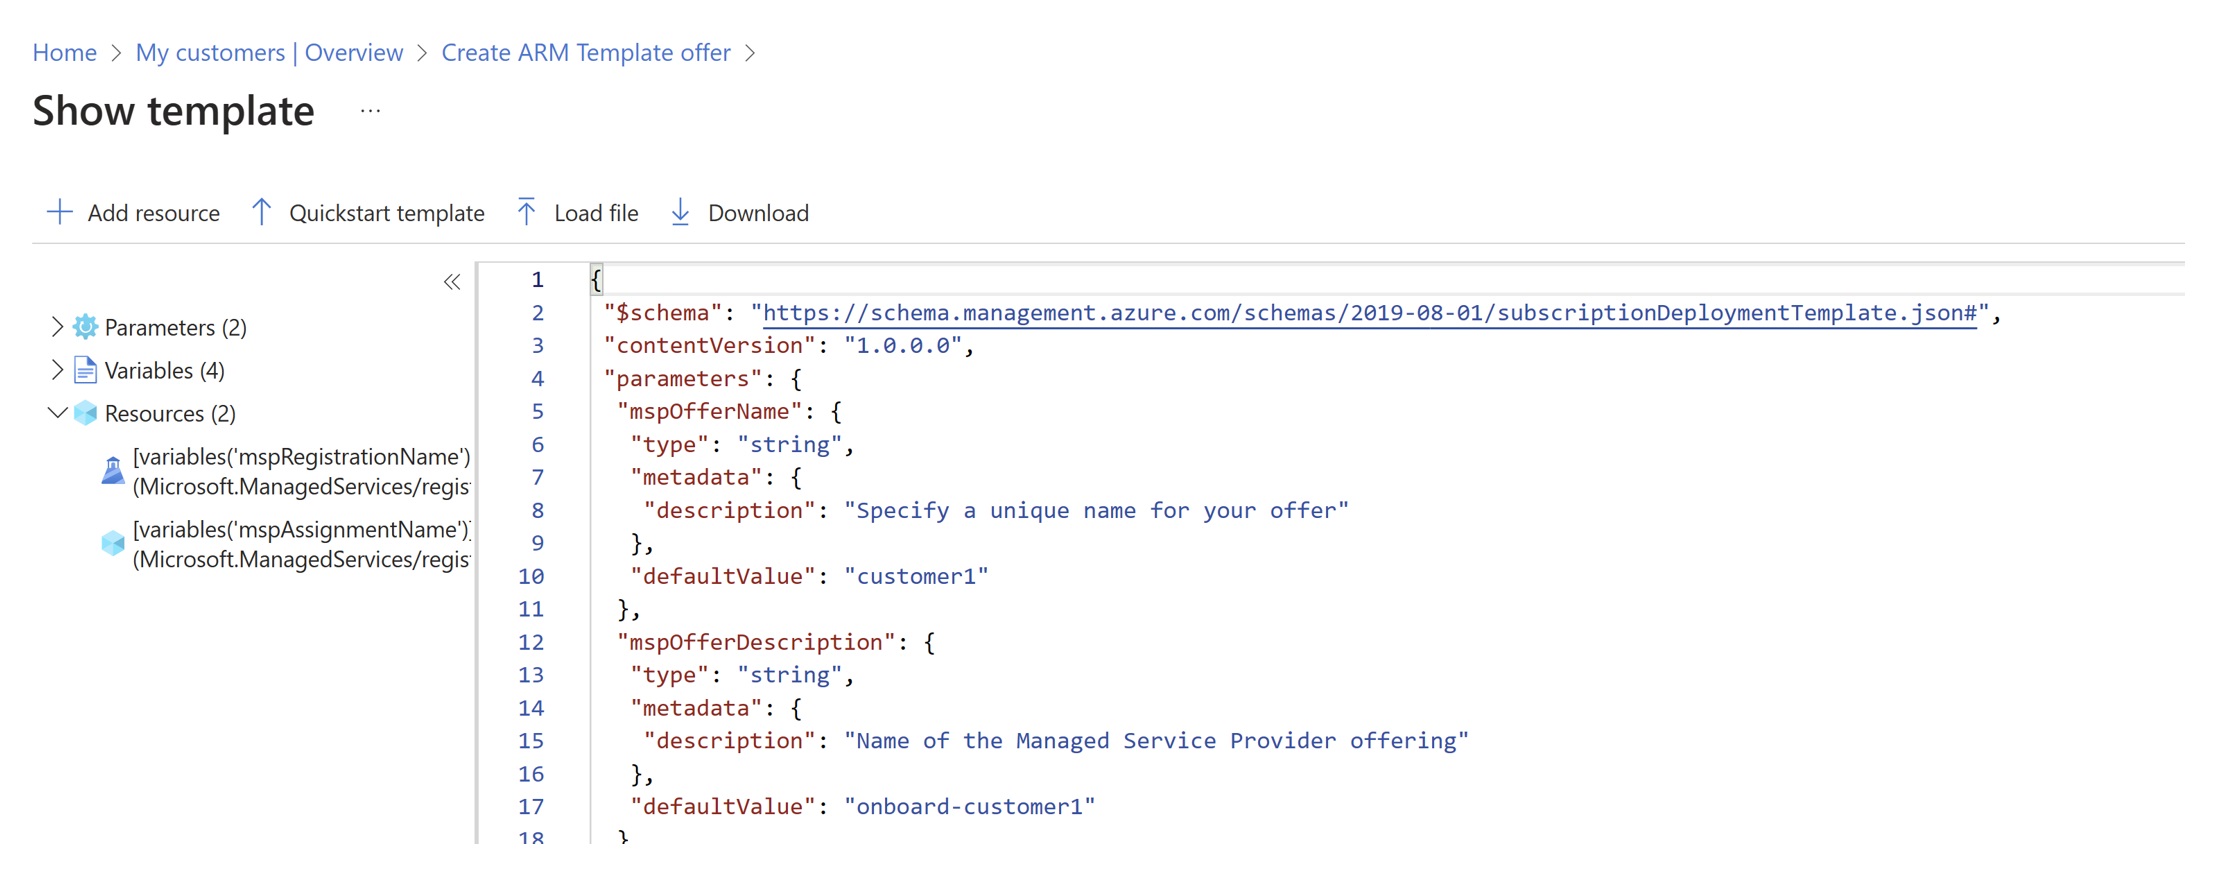 Home > My customers | Overview > Create ARM Template offer >
Show template ...
Add resource Quickstart template Load file Download
«
Parameters (2)
Variables (4)
Resources (2)
[variables('mspRegistrationName')
(Microsoft.ManagedServices/regis
[variables('mspAssignmentName')]
(Microsoft.ManagedServices/regis
1 {
2 "$schema": "https://schema.management.azure.com/schemas/2019-08-01/subscriptionDeploymentTemplate.json#",
3 "contentVersion": "1.0.0.0",
4 "parameters": {
5 "mspOfferName": {
6 "type": "string",
7 "metadata": {
8 "description": "Specify a unique name for your offer"
9 },
10 "defaultValue": "customer1"
11 },
12 "mspOfferDescription": {
13 "type": "string",
14 "metadata": {
15 "description": "Name of the Managed Service Provider offering"
16 },
17 "defaultValue": "onboard-customer1"
18 }